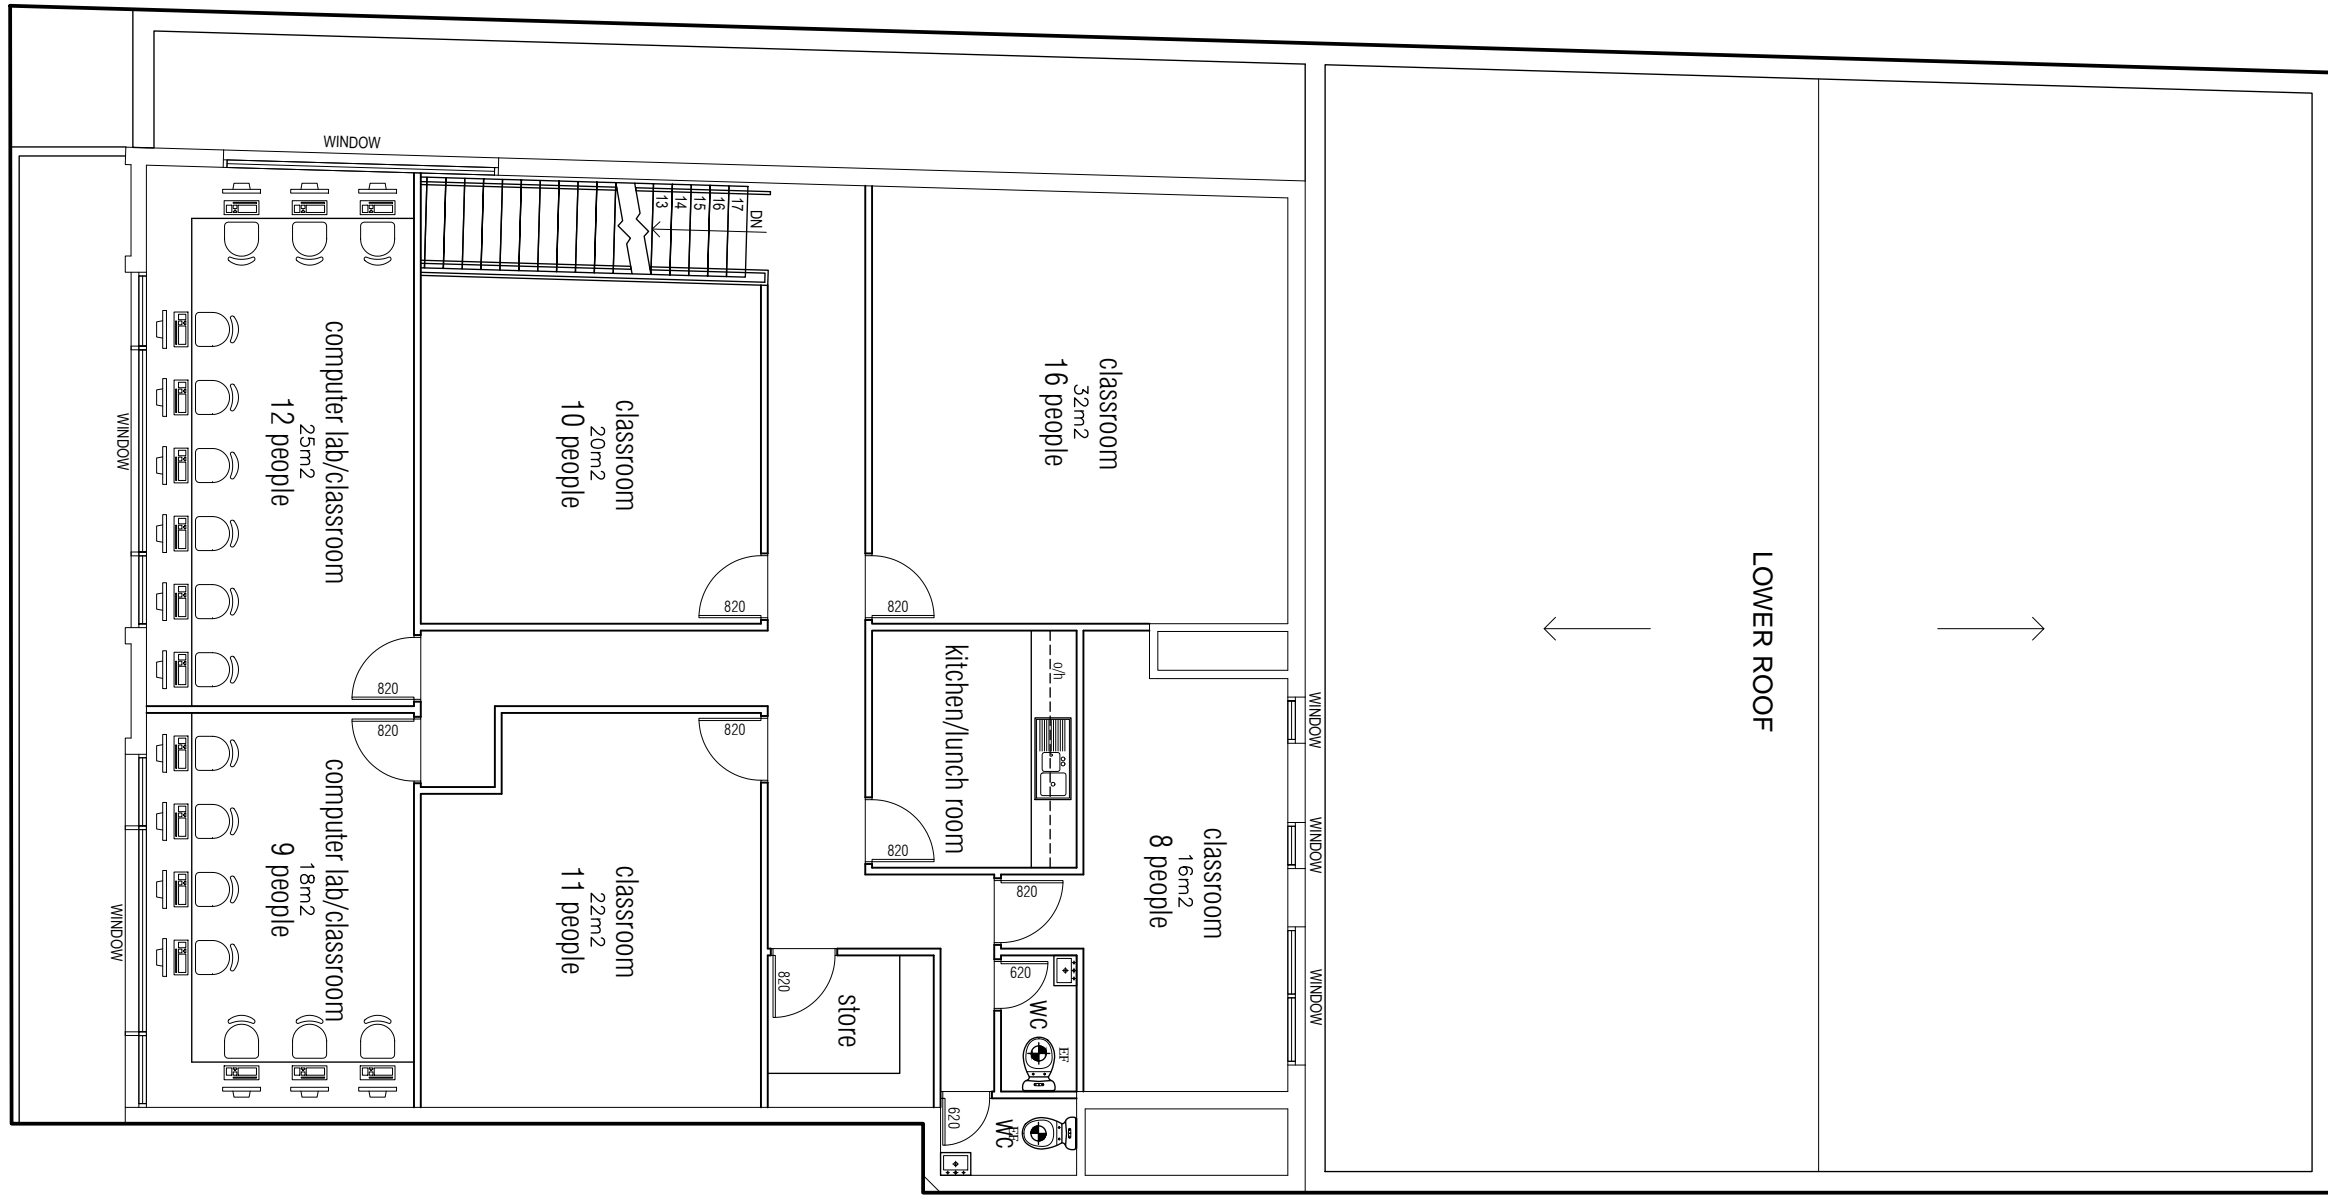 WINDOW
WINDOW
WINDOW
computer lab/classroom
25m2
12 people
820
computer lab/classroom
18m2
9 people
820
13
14
15
16
17
DN
classroom
20m2
10 people
820
classroom
22m2
11 people
820
classroom
32m2
16 people
820
kitchen/lunch room
o/h
820
classroom
16m2
8 people
820
store
820
WC
EF
620
WC
EF
620
WINDOW
WINDOW
WINDOW
LOWER ROOF